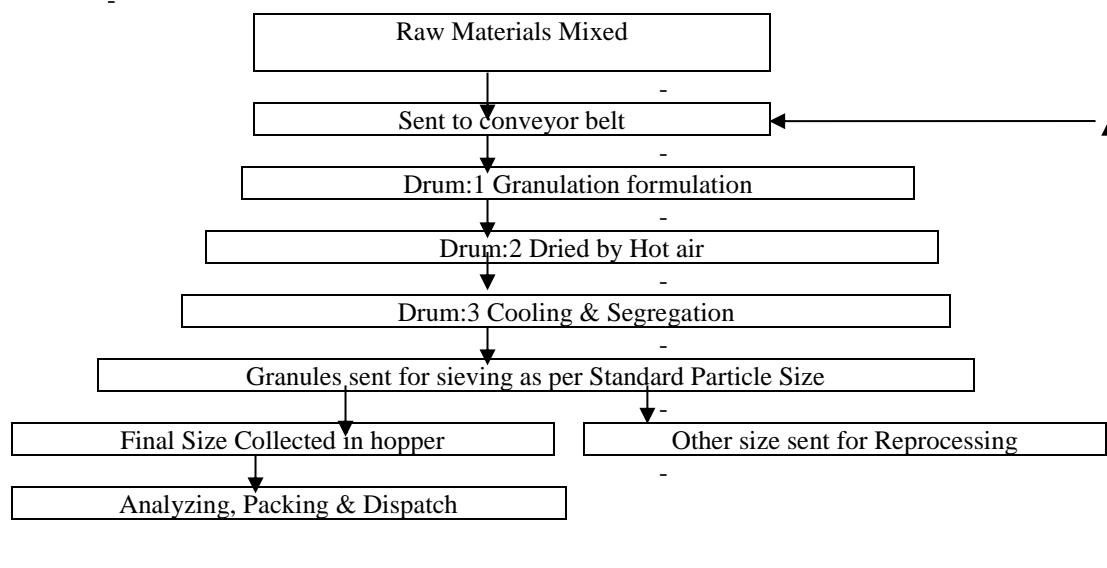 -
Raw Materials Mixed
-
Sent to conveyor belt
-
Drum:1 Granulation formulation
-
Drum:2 Dried by Hot air
-
Drum:3 Cooling & Segregation
-
Granules sent for sieving as per Standard Particle Size
-
Final Size Collected in hopper
Other size sent for Reprocessing
-
Analyzing, Packing & Dispatch